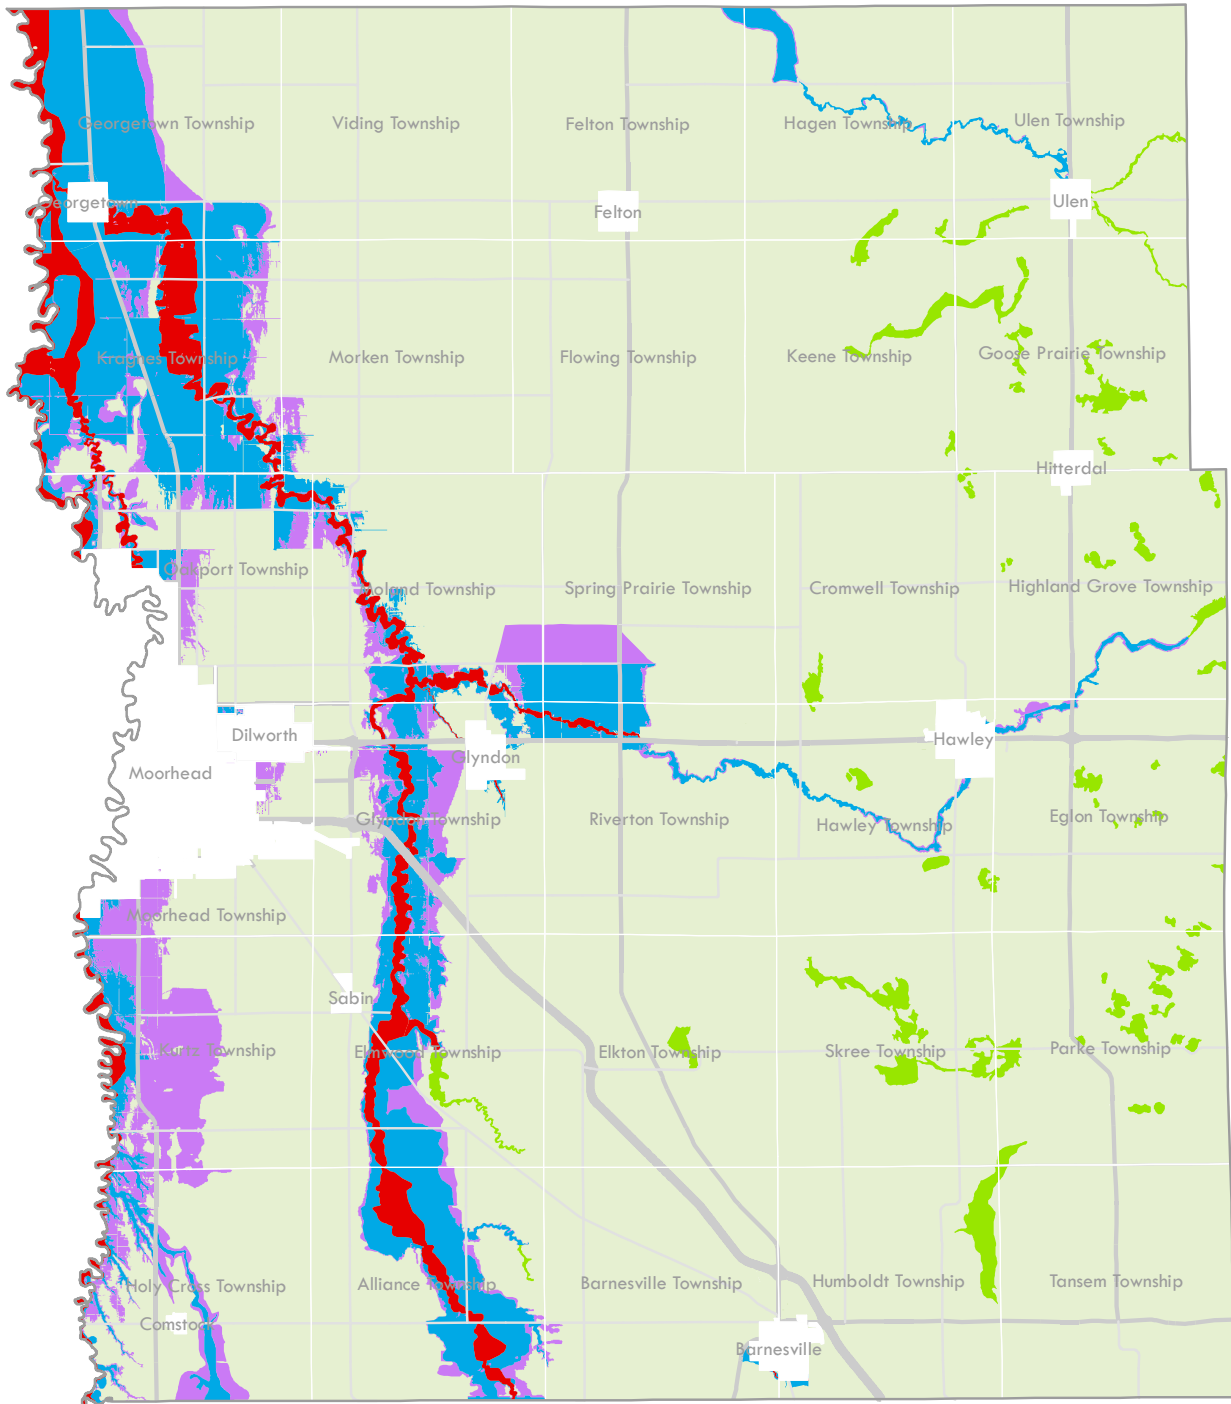 Georgetown Township
Viding Township
Felton Township
Hagen Township
Ulen Township
Georgetown
Felton
Ulen
Kragnes Township
Morken Township
Flowing Township
Keene Township
Goose Prairie Township
Hitterdal
Oakport Township
Moland Township
Spring Prairie Township
Cromwell Township
Highland Grove Township
Dilworth
Moorhead
Glyndon
Hawley
Glyndon Township
Riverton Township
Hawley Township
Eglon Township
Moorhead Township
Sabin
Kurtz Township
Elmwood Township
Elkton Township
Skree Township
Parke Township
Holy Cross Township
Alliance Township
Barnesville Township
Humboldt Township
Tansem Township
Comstock
Barnesville